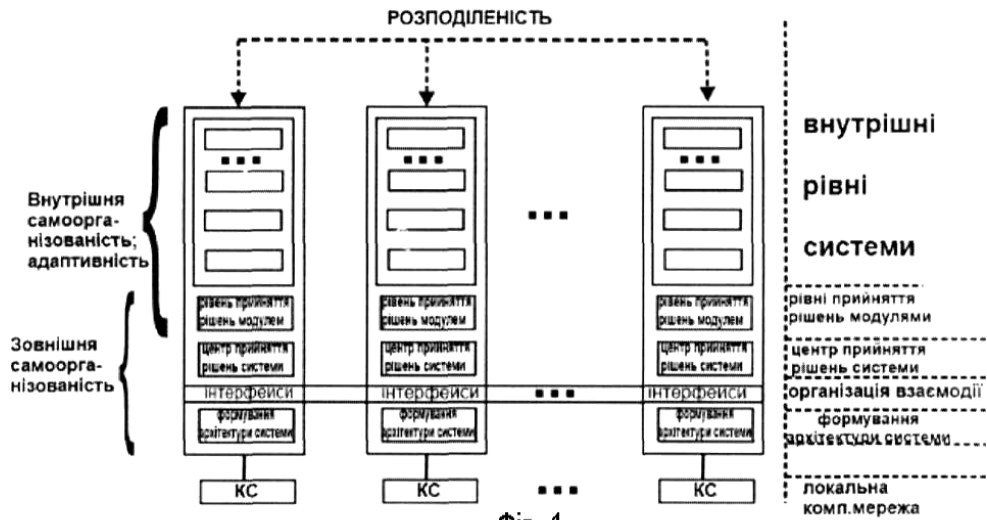 РОЗПОДІЛЕНІСТЬ
Внутрішня
самоорга-
нізованість;
адаптивність
Зовнішня
самоорга-
нізованість
рівень прийняття
рішень модулем
центр прийняття
рішень системи
інтерфейси
формування
архітектури системи
КС
рівень прийняття
рішень модулем
центр прийняття
рішень системи
інтерфейси
формування
архітектури системи
КС
рівень прийняття
рішень модулем
центр прийняття
рішень системи
інтерфейси
формування
архітектури системи
КС
внутрішні
рівні
системи
рівні прийняття
рішень модулями
центр прийняття
рішень системи
організація взаємодії
формування
архітектури системи
локальна
комп.мережа